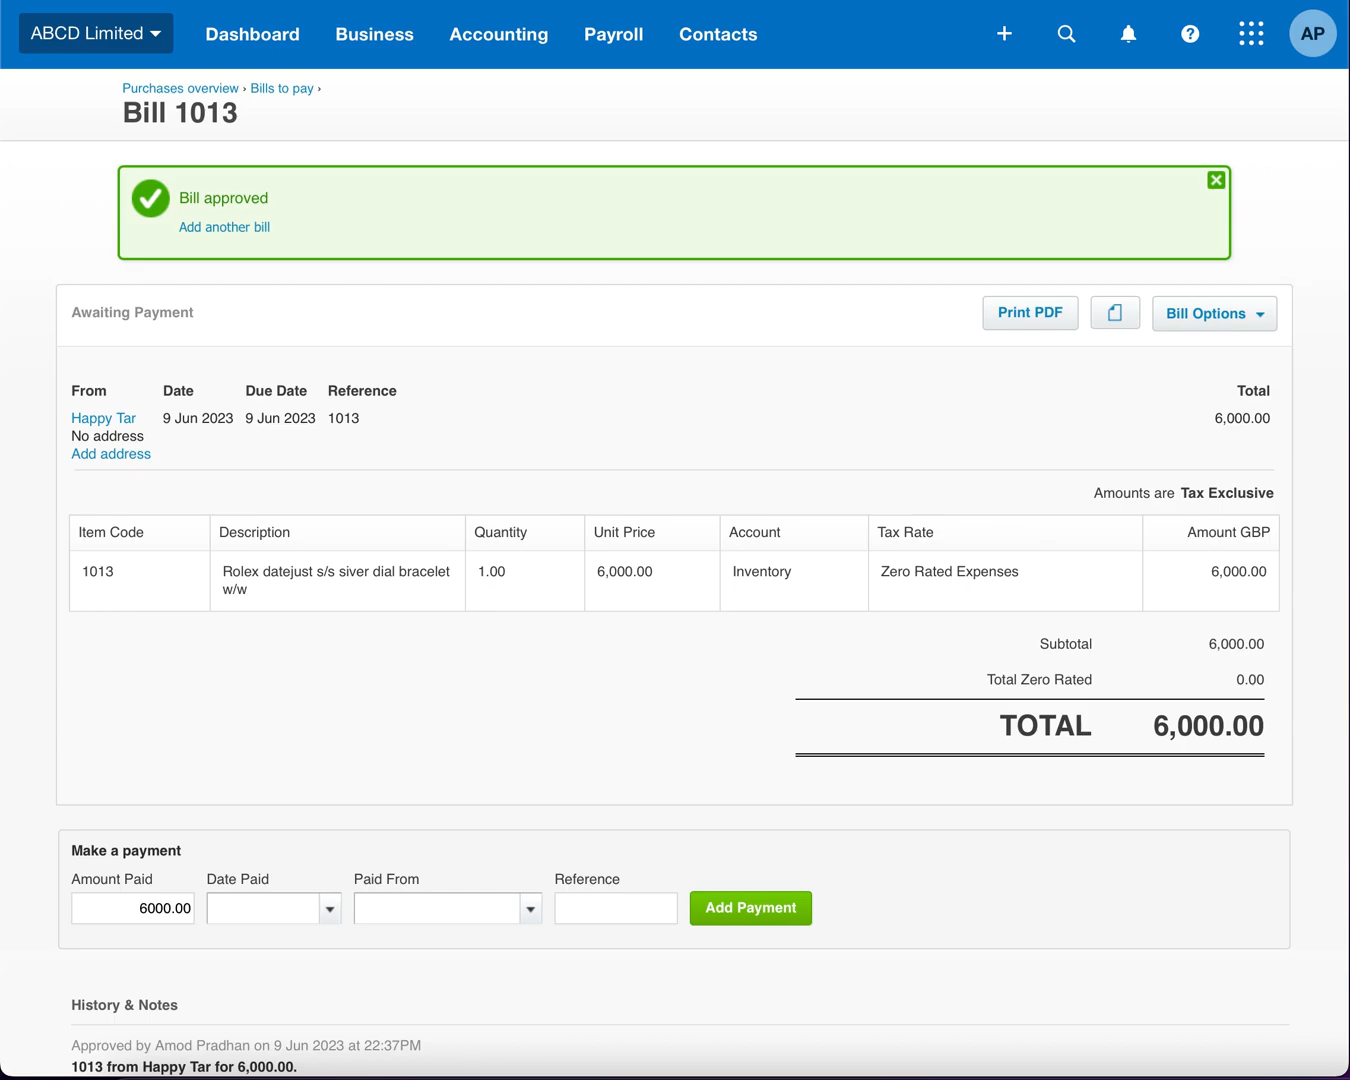 ABCD Limited
Dashboard
Business
Accounting
Payroll
Contacts
AP
Purchases overview › Bills to pay ›
Bill 1013
Bill approved
Add another bill
Awaiting Payment
Print PDF
Bill Options
From Date Due Date Reference Total
Happy Tar 9 Jun 2023 9 Jun 2023 1013 6,000.00
No address
Add address
Amounts are Tax Exclusive
Item Code Description Quantity Unit Price Account Tax Rate Amount GBP
1013 Rolex datejust s/s siver dial bracelet 1.00 6,000.00 Inventory Zero Rated Expenses 6,000.00
w/w
Subtotal 6,000.00
Total Zero Rated 0.00
TOTAL 6,000.00
Make a payment
Amount Paid Date Paid Paid From Reference
6000.00 Add Payment
History & Notes
Approved by Amod Pradhan on 9 Jun 2023 at 22:37PM
1013 from Happy Tar for 6,000.00.